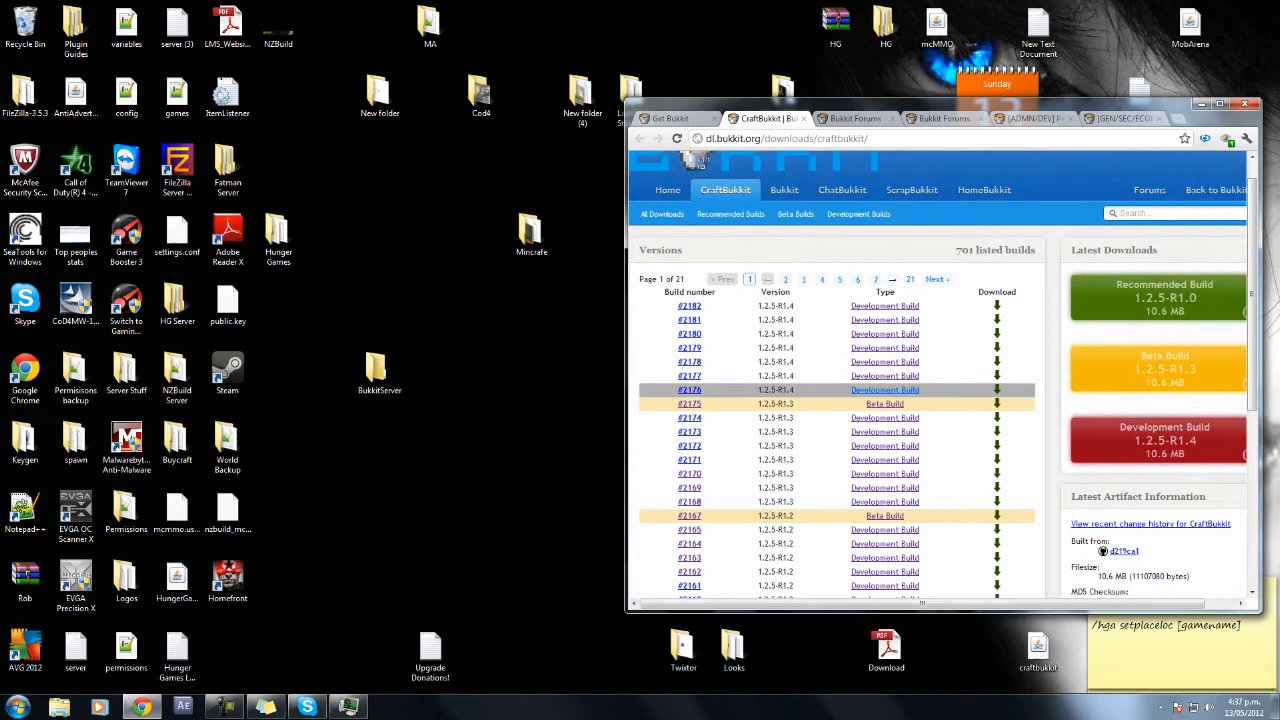 Recycle Bin
Plugin Guides
variables
server (3)
LMS_Websi...
NZBuild
MA
HG
HG
mcMMO
New Text Document
MobArena
FileZilla-3.5.3
AntiAdver...
config
games
ItemListener
New folder
Cod4
New folder (4)
Sunday
McAfee Security Sc...
Call of Duty(R) 4 -...
TeamViewer 7
FileZilla Server ...
Fatman Server
SeaTools for Windows
Top peoples stats
Game Booster 3
settings.conf
Adobe Reader X
Hunger Games
Mincrafe
Skype
CoD4MW-1....
Switch to Gamin...
HG Server
public.key
Google Chrome
Permisisons backup
Server Stuff
NZBuild Server
Steam
BukkitServer
Keygen
spawn
Malwarebyt... Anti-Malware
Buycraft
World Backup
Notepad++
EVGA OC Scanner X
Permissions
mcmmo.us...
nzbuild_mc...
Rob
EVGA Precision X
Logos
HungerGa...
Homefront
AVG 2012
server
permissions
Hunger Games L...
Upgrade Donations!
Twixtor
Looks
Download
craftbukkit
Get Bukkit
CraftBukkit | Bu
Bukkit Forums
Bukkit Forums
[ADMN/DEV] P
[GEN/SEC/ECO
dl.bukkit.org/downloads/craftbukkit/
Home
CraftBukkit
Bukkit
ChatBukkit
ScrapBukkit
HomeBukkit
Forums
Back to Bukkit
All Downloads
Recommended Builds
Beta Builds
Development Builds
Search...
Versions
701 listed builds
Page 1 of 21
< Prev 1 ... 2 3 4 5 6 7 → 21 Next >
Build number Version Type Download
#2182 1.2.5-R1.4 Development Build
#2181 1.2.5-R1.4 Development Build
#2180 1.2.5-R1.4 Development Build
#2179 1.2.5-R1.4 Development Build
#2178 1.2.5-R1.4 Development Build
#2177 1.2.5-R1.4 Development Build
#2176 1.2.5-R1.4 Development Build
#2175 1.2.5-R1.3 Beta Build
#2174 1.2.5-R1.3 Development Build
#2173 1.2.5-R1.3 Development Build
#2172 1.2.5-R1.3 Development Build
#2171 1.2.5-R1.3 Development Build
#2170 1.2.5-R1.3 Development Build
#2169 1.2.5-R1.3 Development Build
#2168 1.2.5-R1.3 Development Build
#2167 1.2.5-R1.2 Beta Build
#2165 1.2.5-R1.2 Development Build
#2164 1.2.5-R1.2 Development Build
#2163 1.2.5-R1.2 Development Build
#2162 1.2.5-R1.2 Development Build
#2161 1.2.5-R1.2 Development Build
Latest Downloads
Recommended Build
1.2.5-R1.0
10.6 MB
Beta Build
1.2.5-R1.3
10.6 MB
Development Build
1.2.5-R1.4
10.6 MB
Latest Artifact Information
View recent change history for CraftBukkit
Built from:
d219ca1
Filesize:
10.6 MB (11107080 bytes)
MD5 Checksum:
/hga setplaceloc [gamename]
4:37 p.m.
13/05/2012